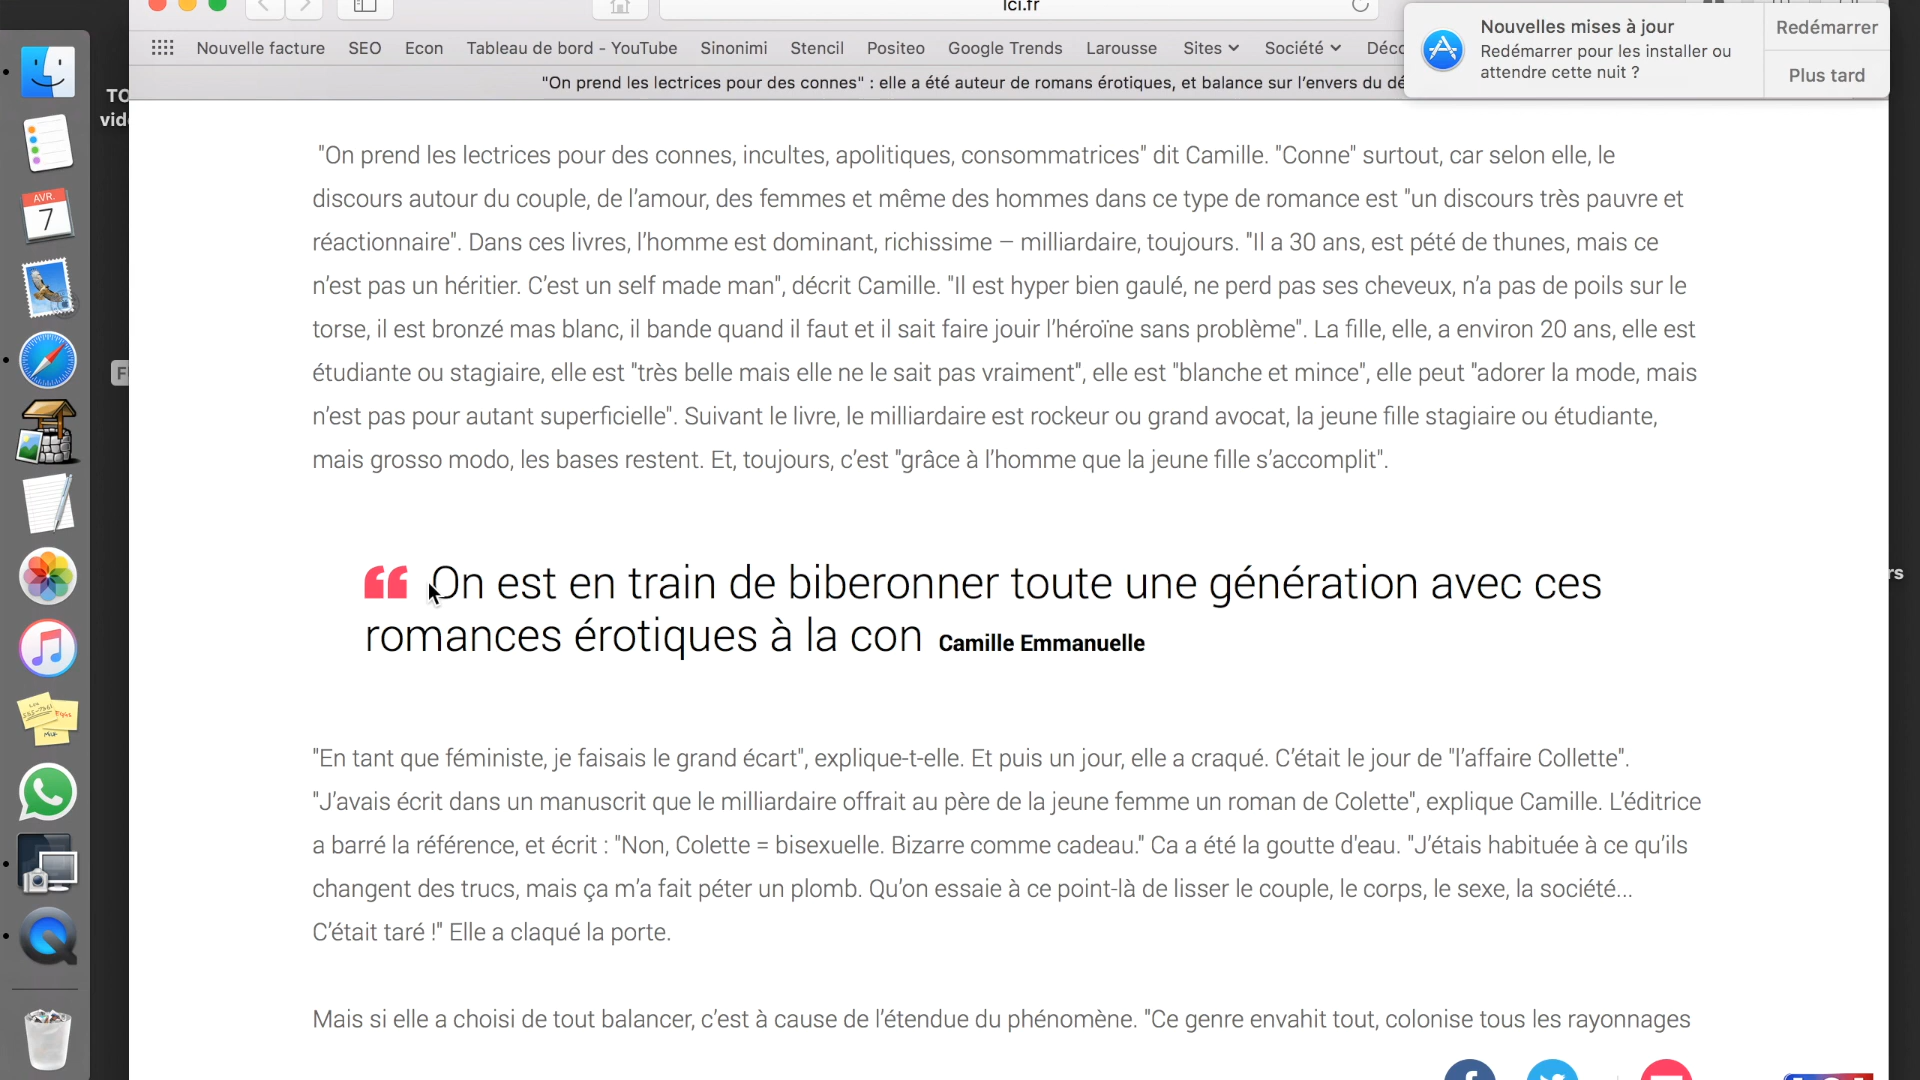 lci.fr
Nouvelle facture SEO Econ Tableau de bord - YouTube Sinonimi Stencil Positeo Google Trends Larousse Sites Société
"On prend les lectrices pour des connes" : elle a été auteur de romans érotiques, et balance sur l'envers du
Nouvelles mises à jour
Redémarrer pour les installer ou
attendre cette nuit ?
Redémarrer
Plus tard
AVR.
7
"On prend les lectrices pour des connes, incultes, apolitiques, consommatrices" dit Camille. "Conne" surtout, car selon elle, le
discours autour du couple, de l'amour, des femmes et même des hommes dans ce type de romance est "un discours très pauvre et
réactionnaire". Dans ces livres, l'homme est dominant, richissime – milliardaire, toujours. "Il a 30 ans, est pété de thunes, mais ce
n'est pas un héritier. C'est un self made man", décrit Camille. "Il est hyper bien gaulé, ne perd pas ses cheveux, n'a pas de poils sur le
torse, il est bronzé mas blanc, il bande quand il faut et il sait faire jouir l'héroïne sans problème". La fille, elle, a environ 20 ans, elle est
étudiante ou stagiaire, elle est "très belle mais elle ne le sait pas vraiment", elle est "blanche et mince", elle peut "adorer la mode, mais
n'est pas pour autant superficielle". Suivant le livre, le milliardaire est rockeur ou grand avocat, la jeune fille stagiaire ou étudiante,
mais grosso modo, les bases restent. Et, toujours, c'est "grâce à l'homme que la jeune fille s'accomplit".
“ On est en train de biberonner toute une génération avec ces
romances érotiques à la con Camille Emmanuelle
"En tant que féministe, je faisais le grand écart", explique-t-elle. Et puis un jour, elle a craqué. C'était le jour de "l'affaire Collette".
"J'avais écrit dans un manuscrit que le milliardaire offrait au père de la jeune femme un roman de Colette", explique Camille. L'éditrice
a barré la référence, et écrit : "Non, Colette = bisexuelle. Bizarre comme cadeau." Ca a été la goutte d'eau. "J'étais habituée à ce qu'ils
changent des trucs, mais ça m'a fait péter un plomb. Qu'on essaie à ce point-là de lisser le couple, le corps, le sexe, la société...
C'était taré !" Elle a claqué la porte.
Mais si elle a choisi de tout balancer, c'est à cause de l'étendue du phénomène. "Ce genre envahit tout, colonise tous les rayonnages